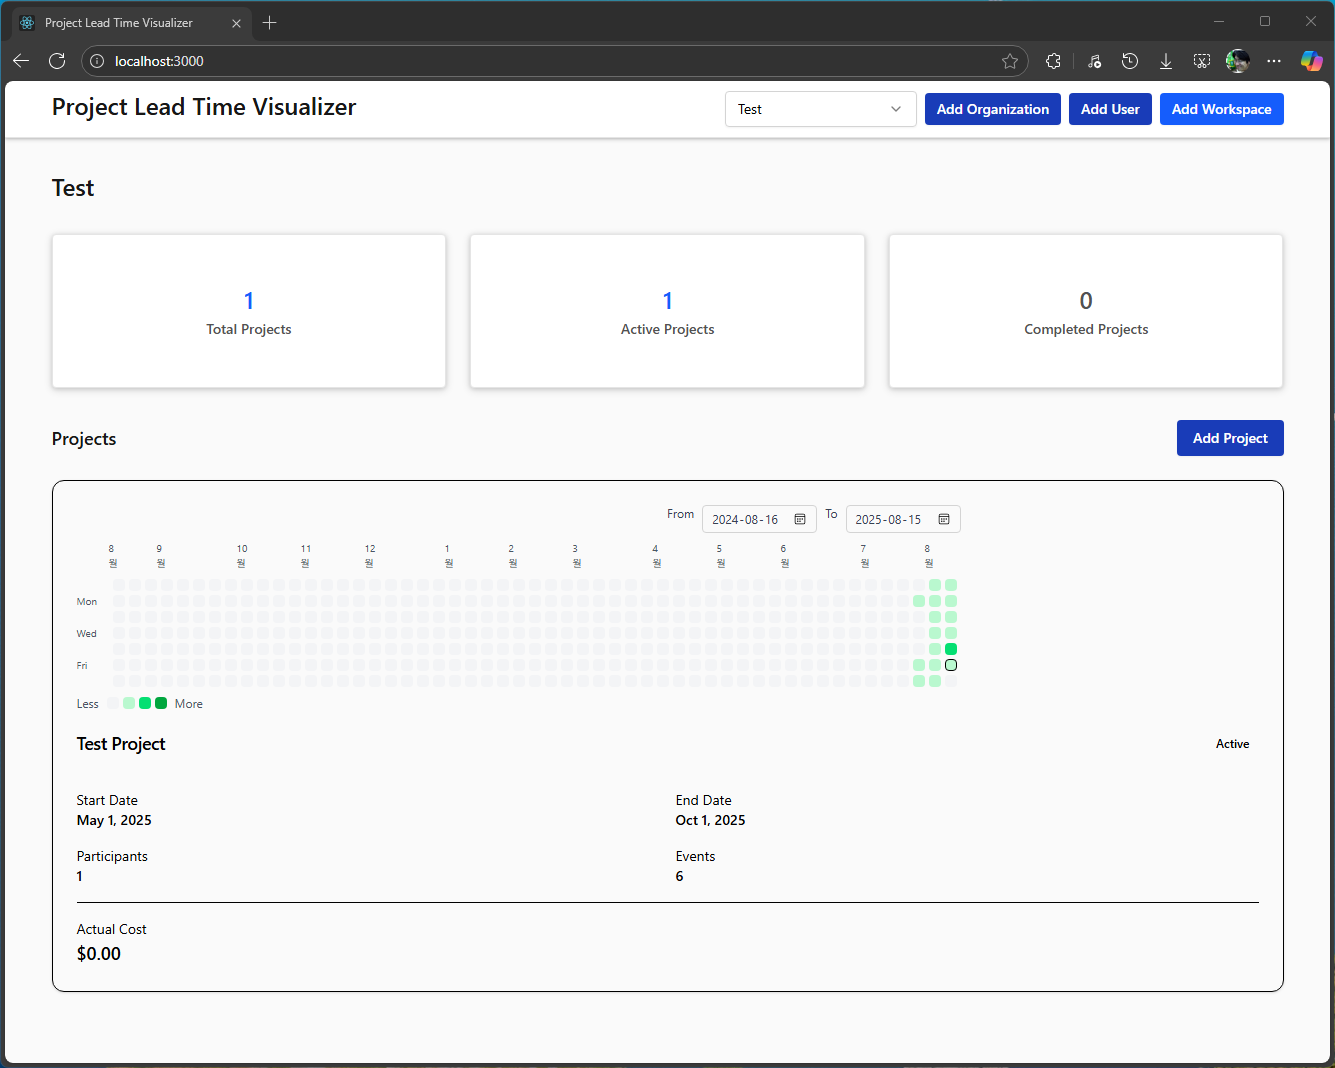 Project Lead Time Visualizer
localhost:3000
Project Lead Time Visualizer
Test
Add Organization
Add User
Add Workspace
Test
1
Total Projects
1
Active Projects
0
Completed Projects
Projects
Add Project
From
2024-08-16
To
2025-08-15
8 9 10 11 12 1 2 3 4 5 6 7 8
월 월 월 월 월 월 월 월 월 월 월 월 월
Mon
Wed
Fri
Less
More
Test Project
Active
Start Date
May 1, 2025
End Date
Oct 1, 2025
Participants
1
Events
6
Actual Cost
$0.00